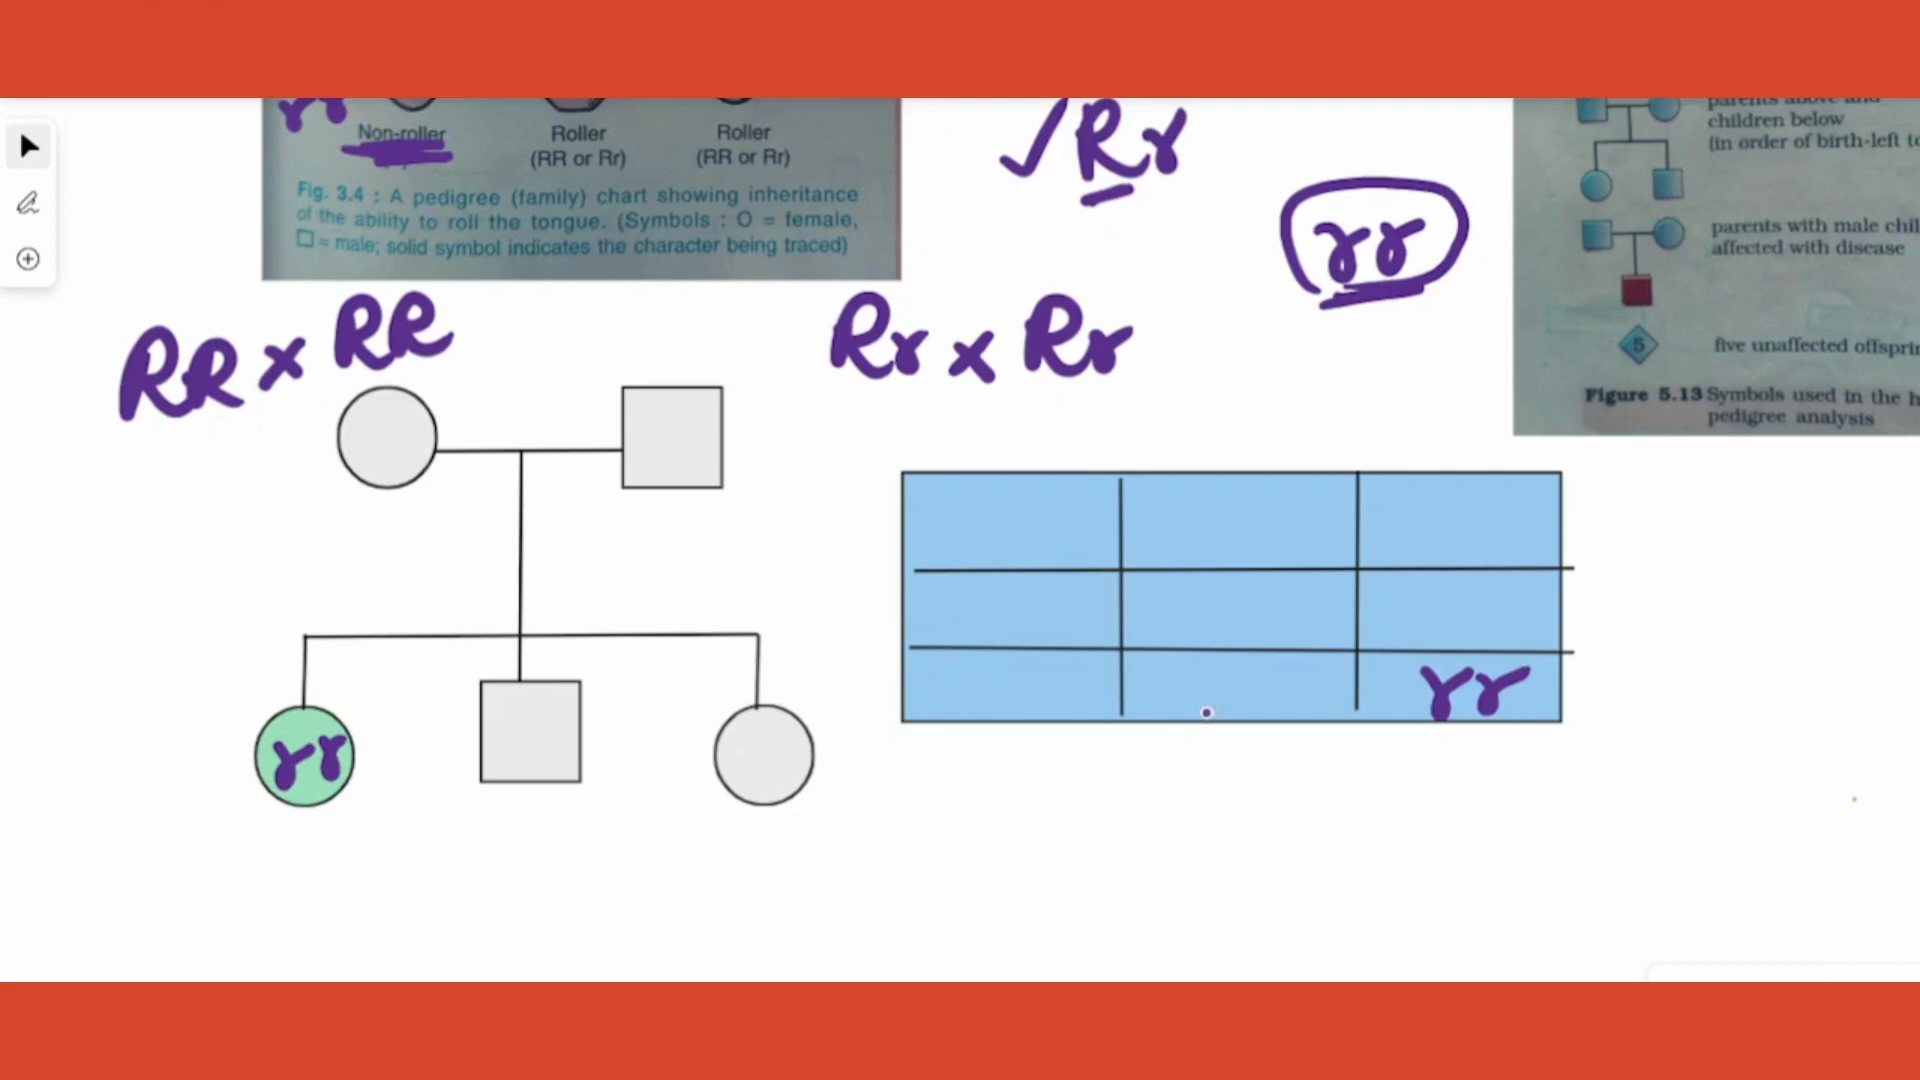 rr
Non-roller
Roller
(RR or Rr)
Roller
(RR or Rr)
Fig. 3.4 : A pedigree (family) chart showing inheritance
of the ability to roll the tongue. (Symbols : O = female,
□ = male; solid symbol indicates the character being traced)
Rr
rr
parents above and
children below
(in order of birth-left
parents with male
affected with disease
5
five unaffected
Figure 5.13 Symbols used in the
pedigree analysis
RR x RR
Rr x Rr
rr
rr